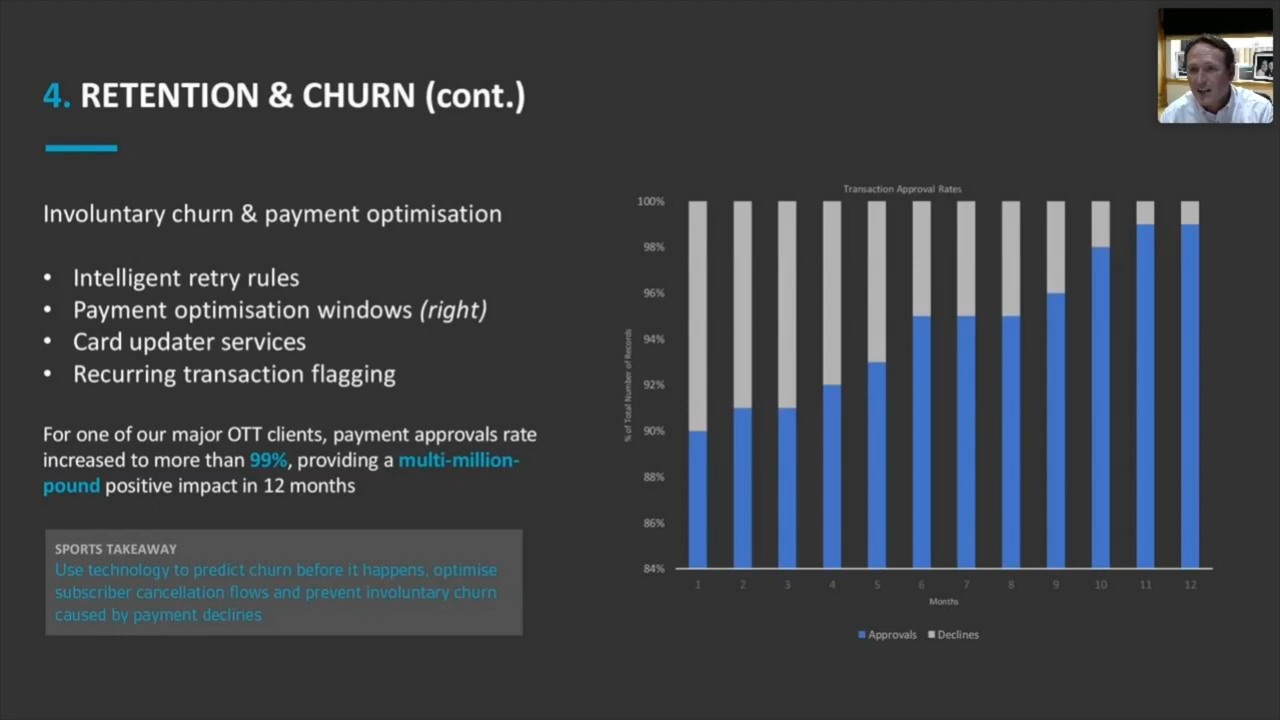 4. RETENTION & CHURN (cont.)
Involuntary churn & payment optimisation
• Intelligent retry rules
• Payment optimisation windows (right)
• Card updater services
• Recurring transaction flagging
For one of our major OTT clients, payment approvals rate
increased to more than 99%, providing a multi-million-
pound positive impact in 12 months
SPORTS TAKEAWAY
Use technology to predict churn before it happens, optimise
subscriber cancellation flows and prevent involuntary churn
caused by payment declines
Transaction Approval Rates
% of Total Number of Records
100%
98%
96%
94%
92%
90%
88%
86%
84%
1 2 3 4 5 6 7 8 9 10 11 12
Months
Approvals Declines